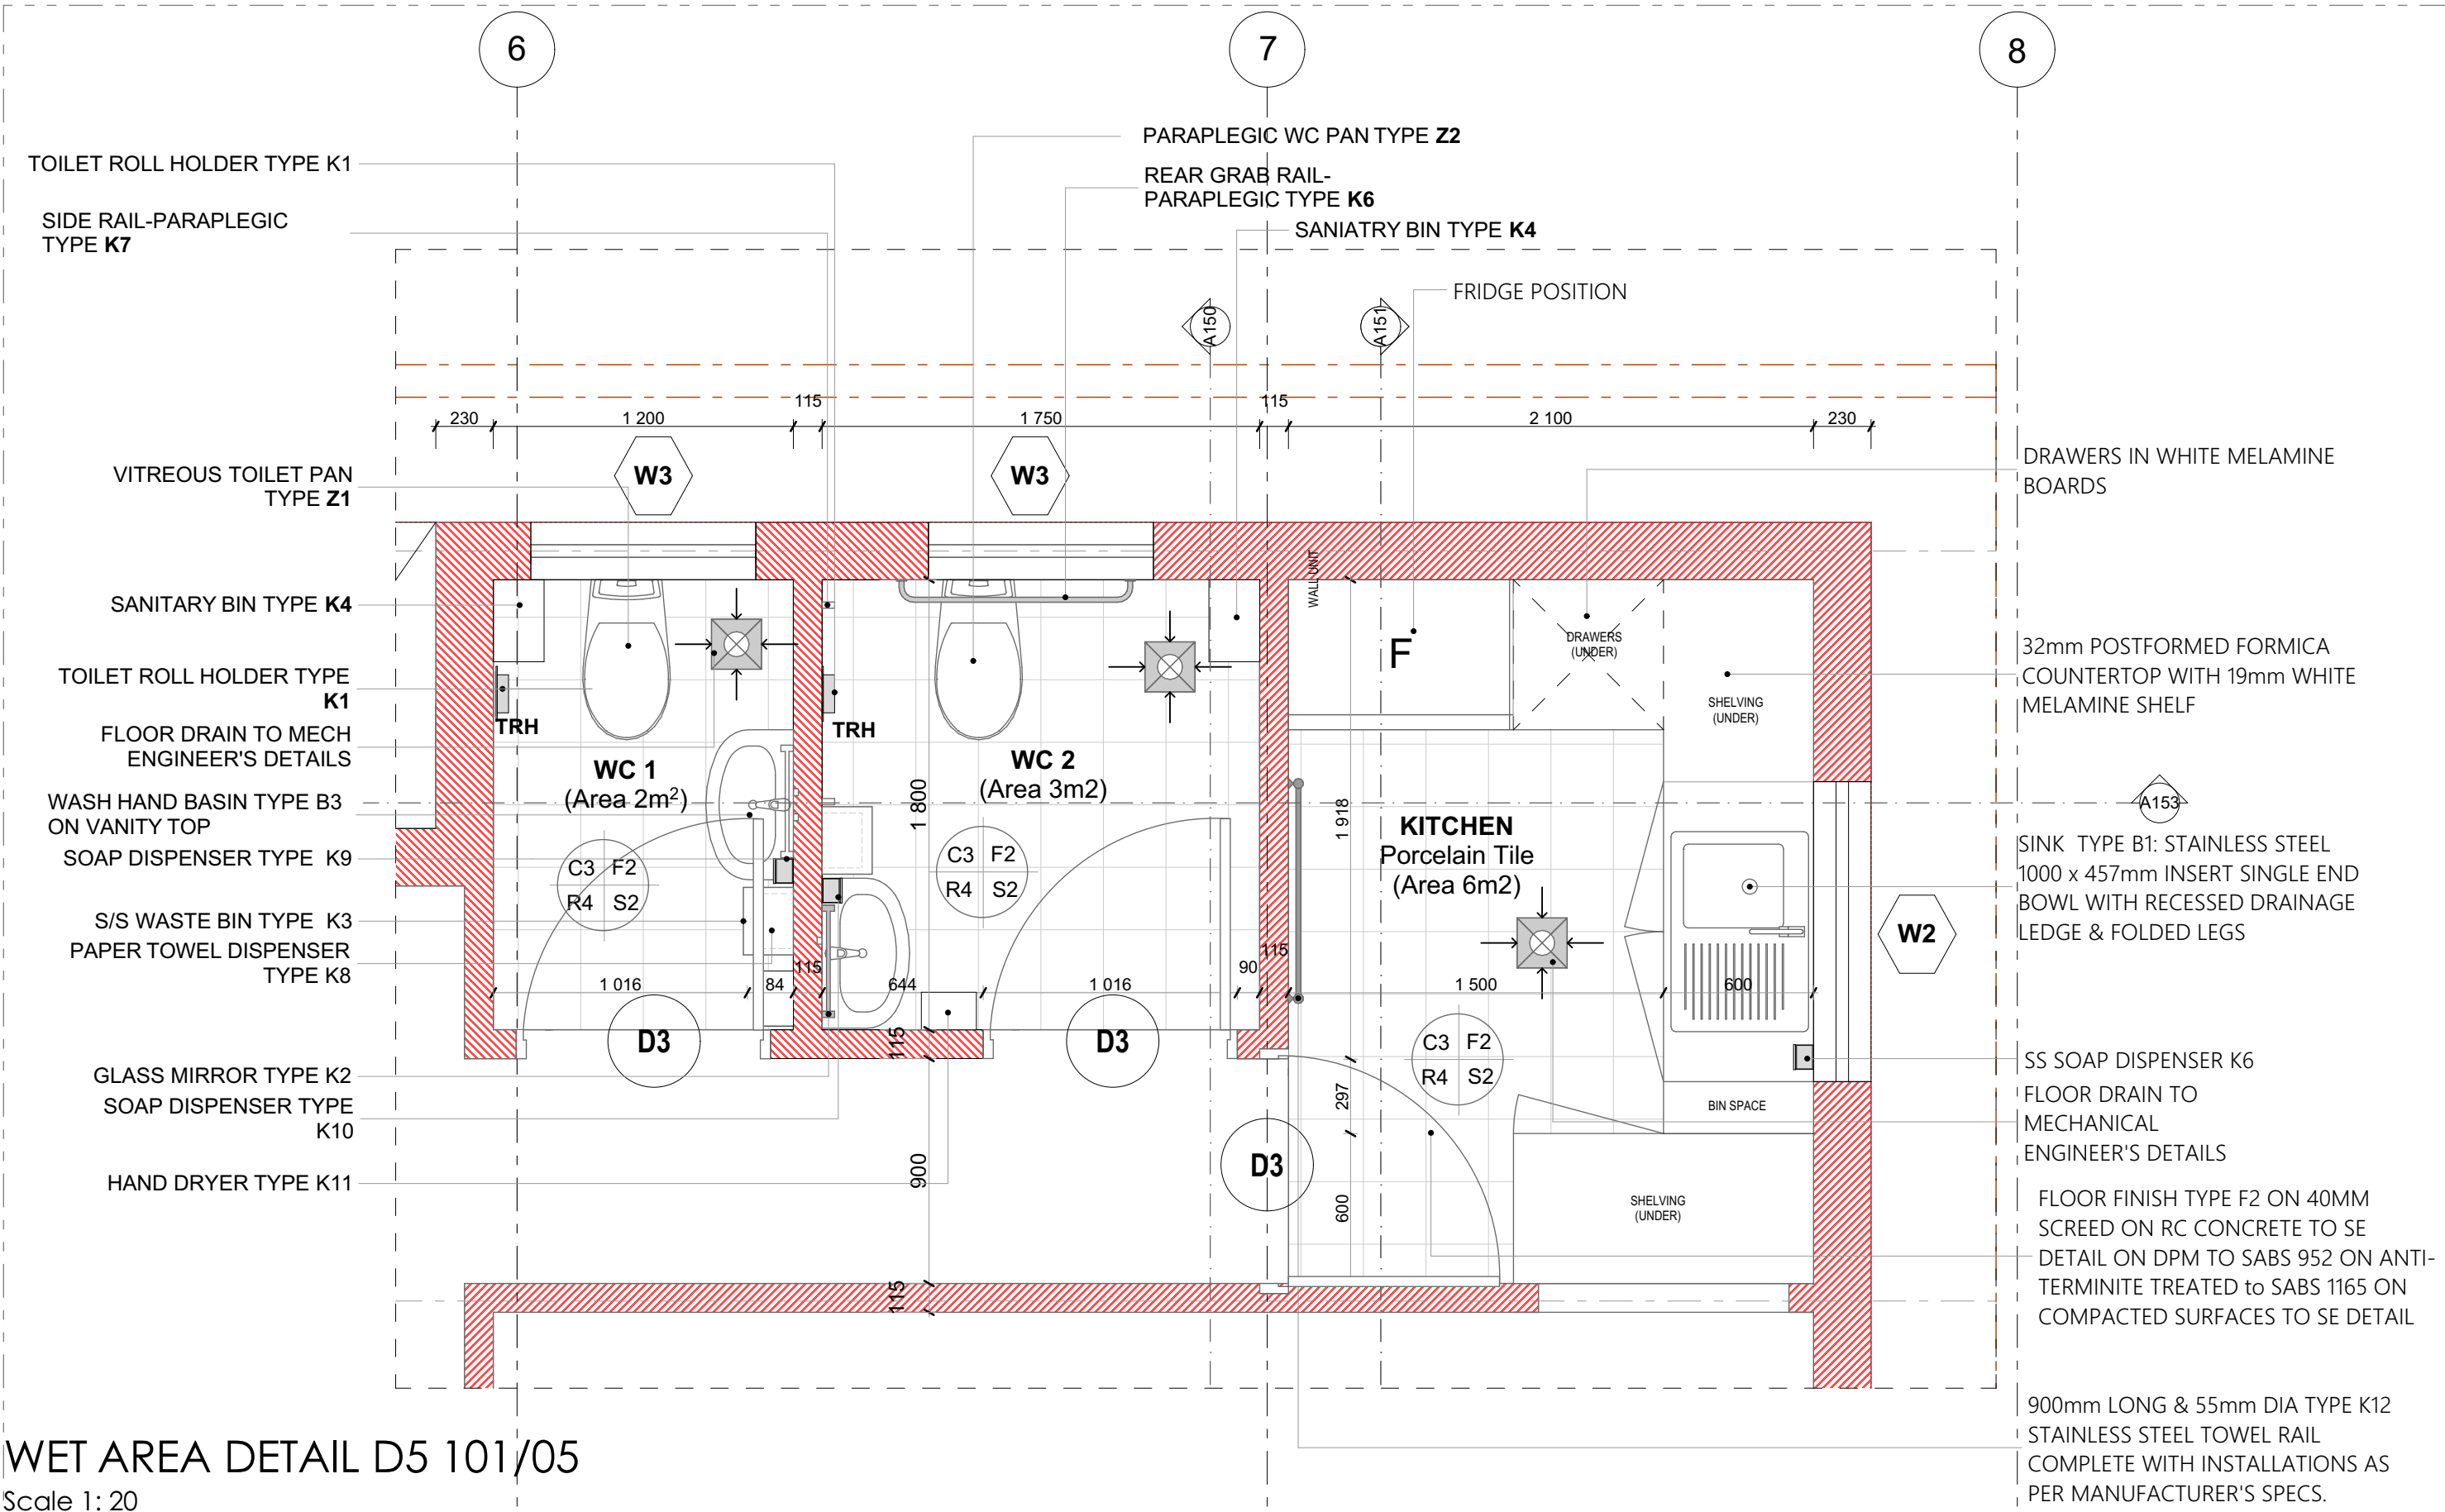 6
7
8
TOILET ROLL HOLDER TYPE K1
SIDE RAIL-PARAPLEGIC
TYPE K7
PARAPLEGIC WC PAN TYPE Z2
REAR GRAB RAIL-
PARAPLEGIC TYPE K6
SANIATRY BIN TYPE K4
FRIDGE POSITION
A150
A151
230
1 200
115
1 750
115
2 100
230
W3
W3
VITREOUS TOILET PAN
TYPE Z1
SANITARY BIN TYPE K4
TOILET ROLL HOLDER TYPE
K1
FLOOR DRAIN TO MECH
ENGINEER'S DETAILS
WASH HAND BASIN TYPE B3
ON VANITY TOP
SOAP DISPENSER TYPE K9
S/S WASTE BIN TYPE K3
PAPER TOWEL DISPENSER
TYPE K8
GLASS MIRROR TYPE K2
SOAP DISPENSER TYPE
K10
HAND DRYER TYPE K11
TRH
WC 1
(Area 2m²)
C3 F2
R4 S2
1 016
84
115
D3
TRH
WC 2
(Area 3m2)
1 800
C3 F2
R4 S2
644
1 016
90
115
D3
115
900
115
WALL UNIT
F
DRAWERS
(UNDER)
SHELVING
(UNDER)
1 918
KITCHEN
Porcelain Tile
(Area 6m2)
1 500
600
C3 F2
R4 S2
297
600
D3
BIN SPACE
SHELVING
(UNDER)
W2
A153
DRAWERS IN WHITE MELAMINE
BOARDS
32mm POSTFORMED FORMICA
COUNTERTOP WITH 19mm WHITE
MELAMINE SHELF
SINK TYPE B1: STAINLESS STEEL
1000 x 457mm INSERT SINGLE END
BOWL WITH RECESSED DRAINAGE
LEDGE & FOLDED LEGS
SS SOAP DISPENSER K6
FLOOR DRAIN TO
MECHANICAL
ENGINEER'S DETAILS
FLOOR FINISH TYPE F2 ON 40MM
SCREED ON RC CONCRETE TO SE
DETAIL ON DPM TO SABS 952 ON ANTI-
TERMINITE TREATED to SABS 1165 ON
COMPACTED SURFACES TO SE DETAIL
900mm LONG & 55mm DIA TYPE K12
STAINLESS STEEL TOWEL RAIL
COMPLETE WITH INSTALLATIONS AS
PER MANUFACTURER'S SPECS.
WET AREA DETAIL D5 101/05
Scale 1: 20